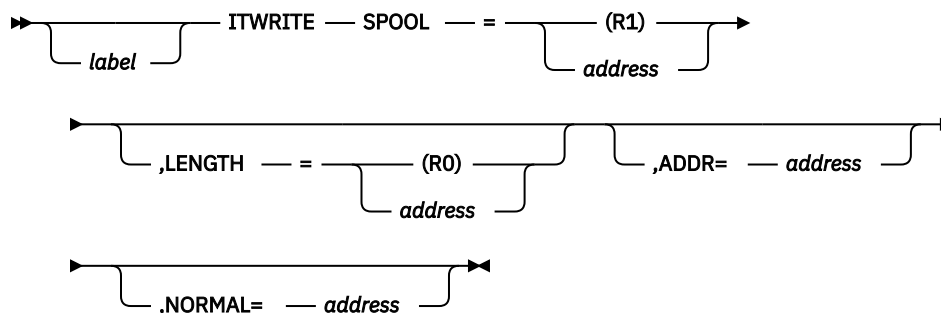 ITWRITE SPOOL = (R1)
label address
,LENGTH = (R0) ,ADDR= address
address
,NORMAL= address